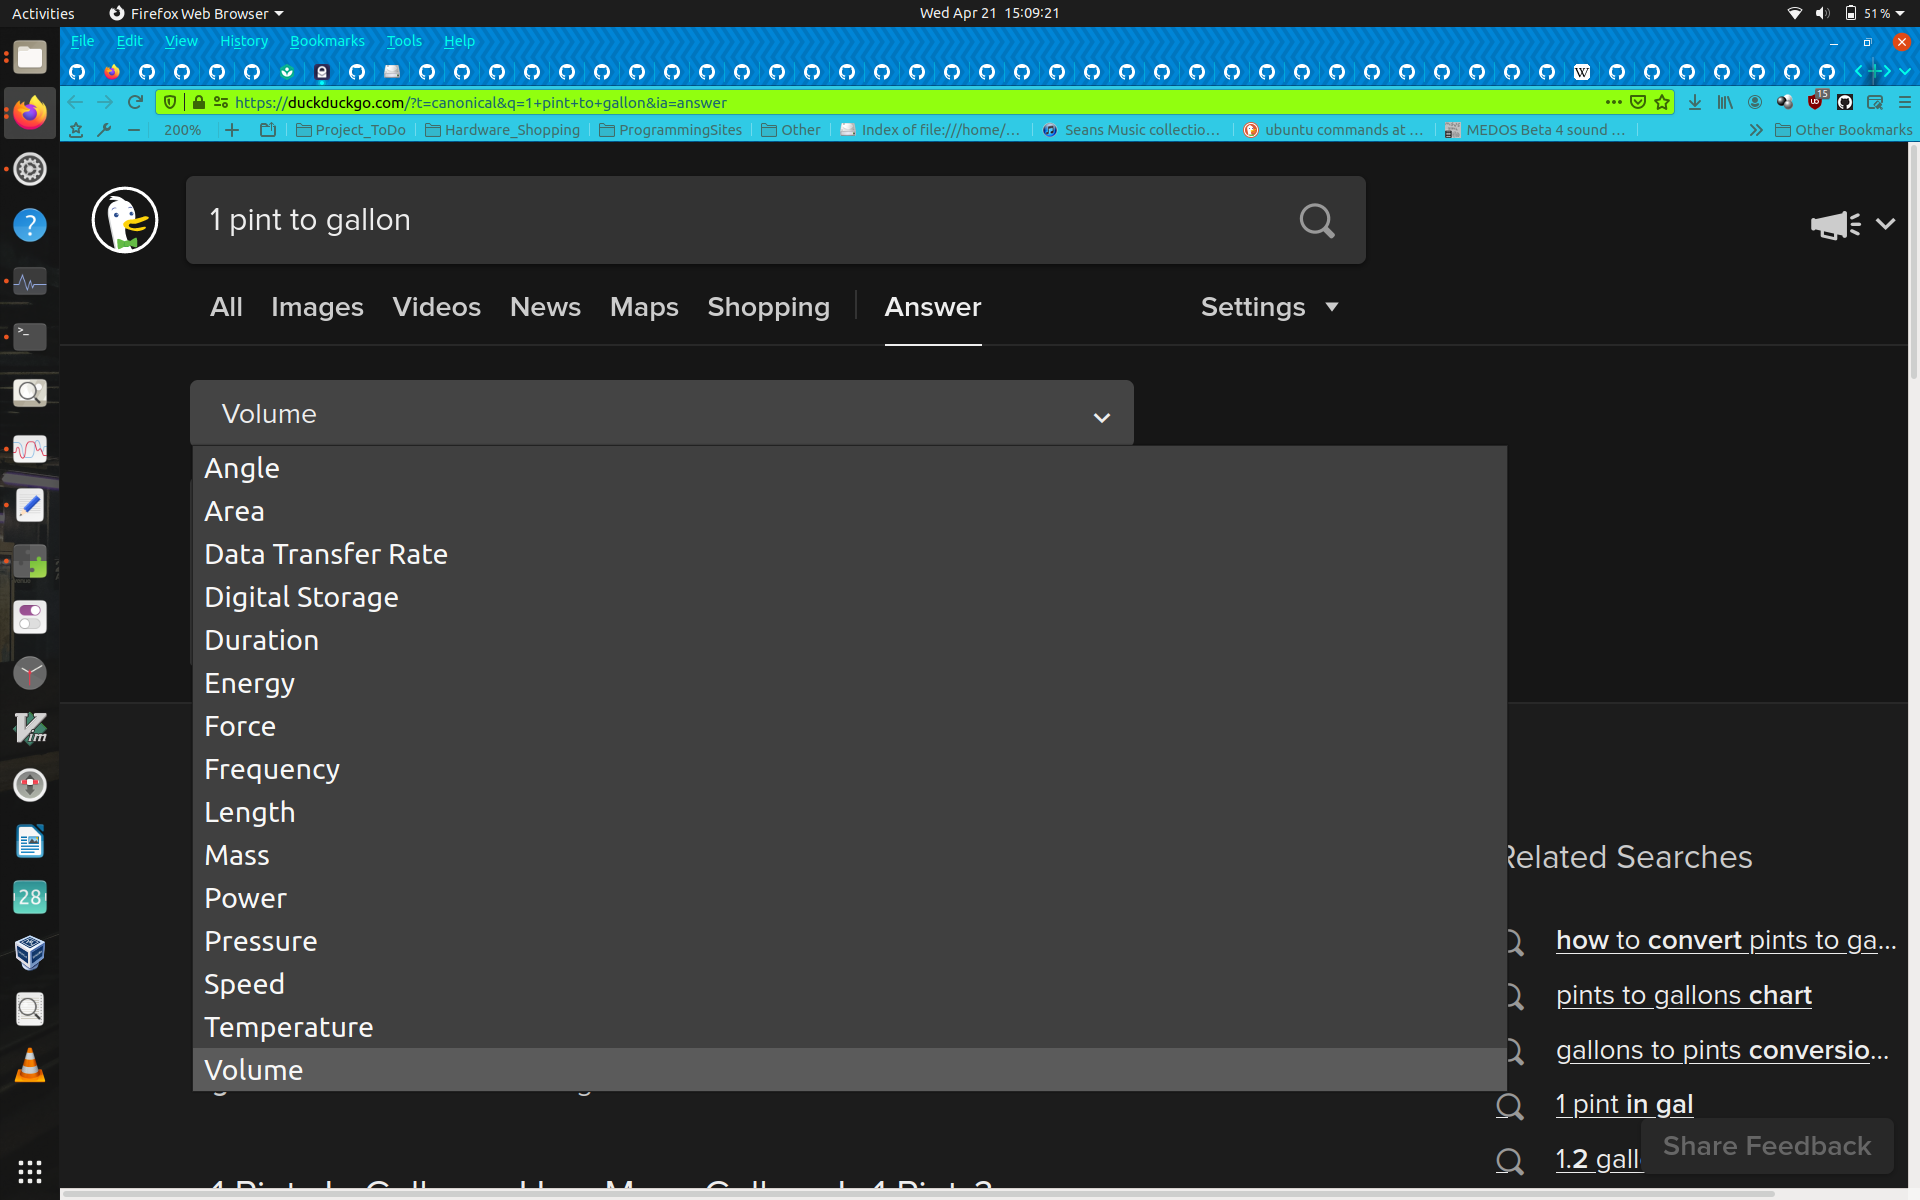 Activities
Firefox Web Browser
Wed Apr 21 15:09:21
51 %
File Edit View History Bookmarks Tools Help
W
https://duckduckgo.com/?t=canonical&q=1+pint+to+gallon&ia=answer
15
200%
Project_ToDo
Hardware_Shopping
ProgrammingSites
Other
Index of file:///home/...
Seans Music collectio...
ubuntu commands at ...
MEDOS Beta 4 sound ...
Other Bookmarks
1 pint to gallon
All Images Videos News Maps Shopping Answer Settings
Volume
Angle
Area
Data Transfer Rate
Digital Storage
Duration
Energy
Force
Frequency
Length
Mass
Power
Pressure
Speed
Temperature
Volume
28
Related Searches
how to convert pints to ga...
pints to gallons chart
gallons to pints conversio...
1 pint in gal
1.2 gall
Share Feedback